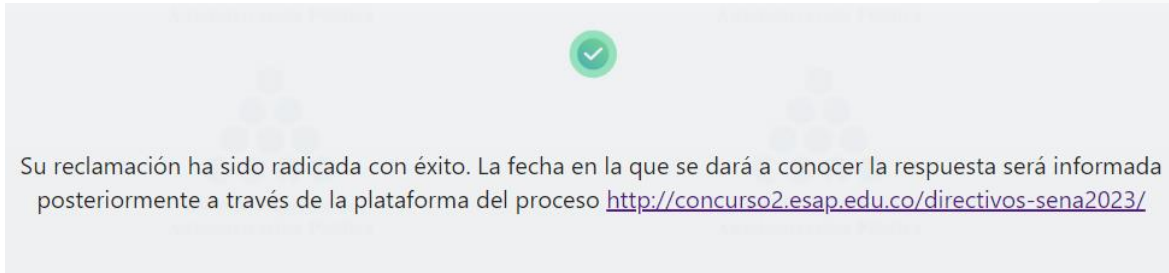 Su reclamación ha sido radicada con éxito. La fecha en la que se dará a conocer la respuesta será informada
posteriormente a través de la plataforma del proceso http://concurso2.esap.edu.co/directivos-sena2023/